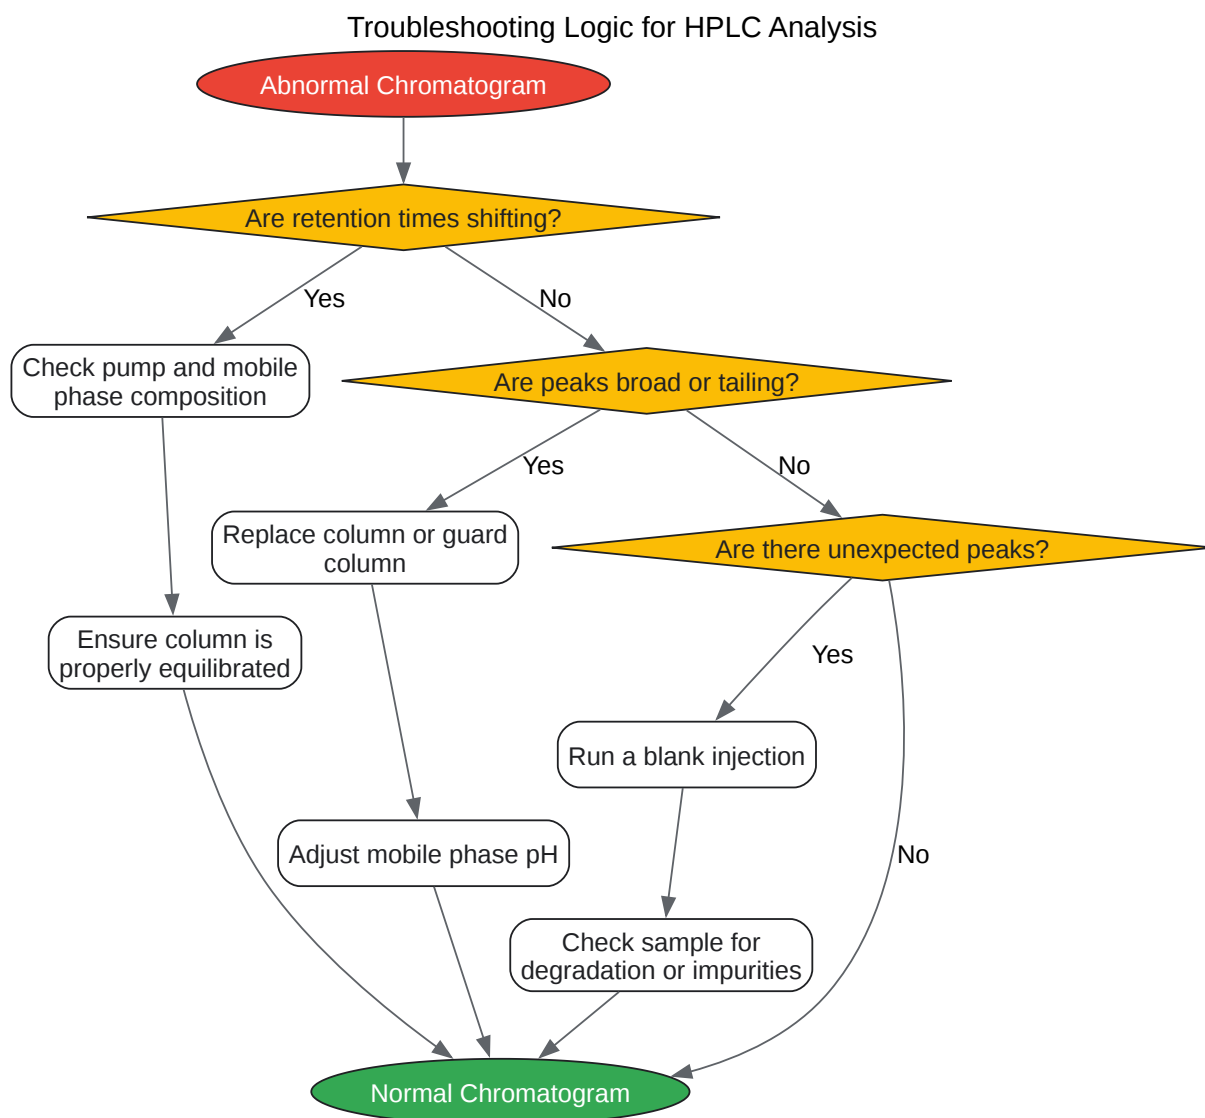 Troubleshooting Logic for HPLC Analysis
Abnormal Chromatogram
Are retention times shifting?
Yes
No
Check pump and mobile
phase composition
Are peaks broad or tailing?
Yes
No
Replace column or guard
column
Are there unexpected peaks?
Ensure column is
properly equilibrated
Yes
Run a blank injection
Adjust mobile phase pH
No
Check sample for
degradation or impurities
Normal Chromatogram